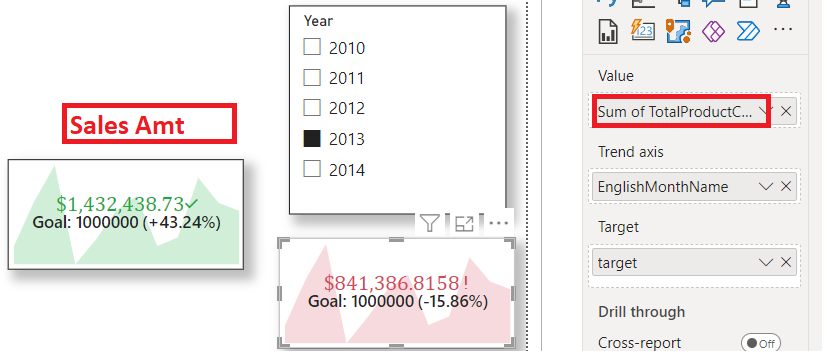 Year
2010
2011
2012
2013
2014
Sales Amt
$1,432,438.73
Goal: 1000000 (+43.24%)
$841,386.8158 !
Goal: 1000000 (-15.86%)
123
Value
Sum of TotalProductC...
Trend axis
EnglishMonthName
Target
target
Drill through
Cross-report
Off